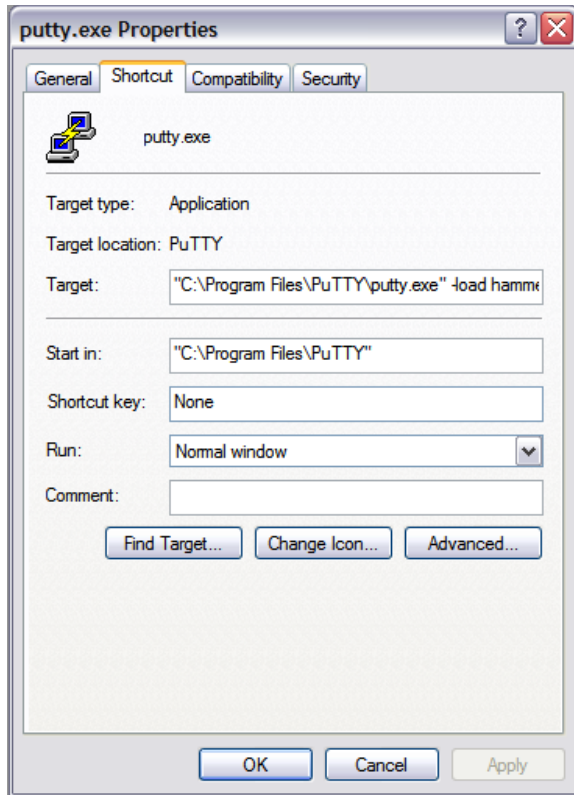 putty.exe Properties
General Shortcut Compatibility Security
putty.exe
Target type: Application
Target location: PuTTY
Target: "C:\Program Files\PuTTY\putty.exe" -load hamme
Start in: "C:\Program Files\PuTTY"
Shortcut key: None
Run: Normal window
Comment:
Find Target... Change Icon... Advanced...
OK Cancel Apply